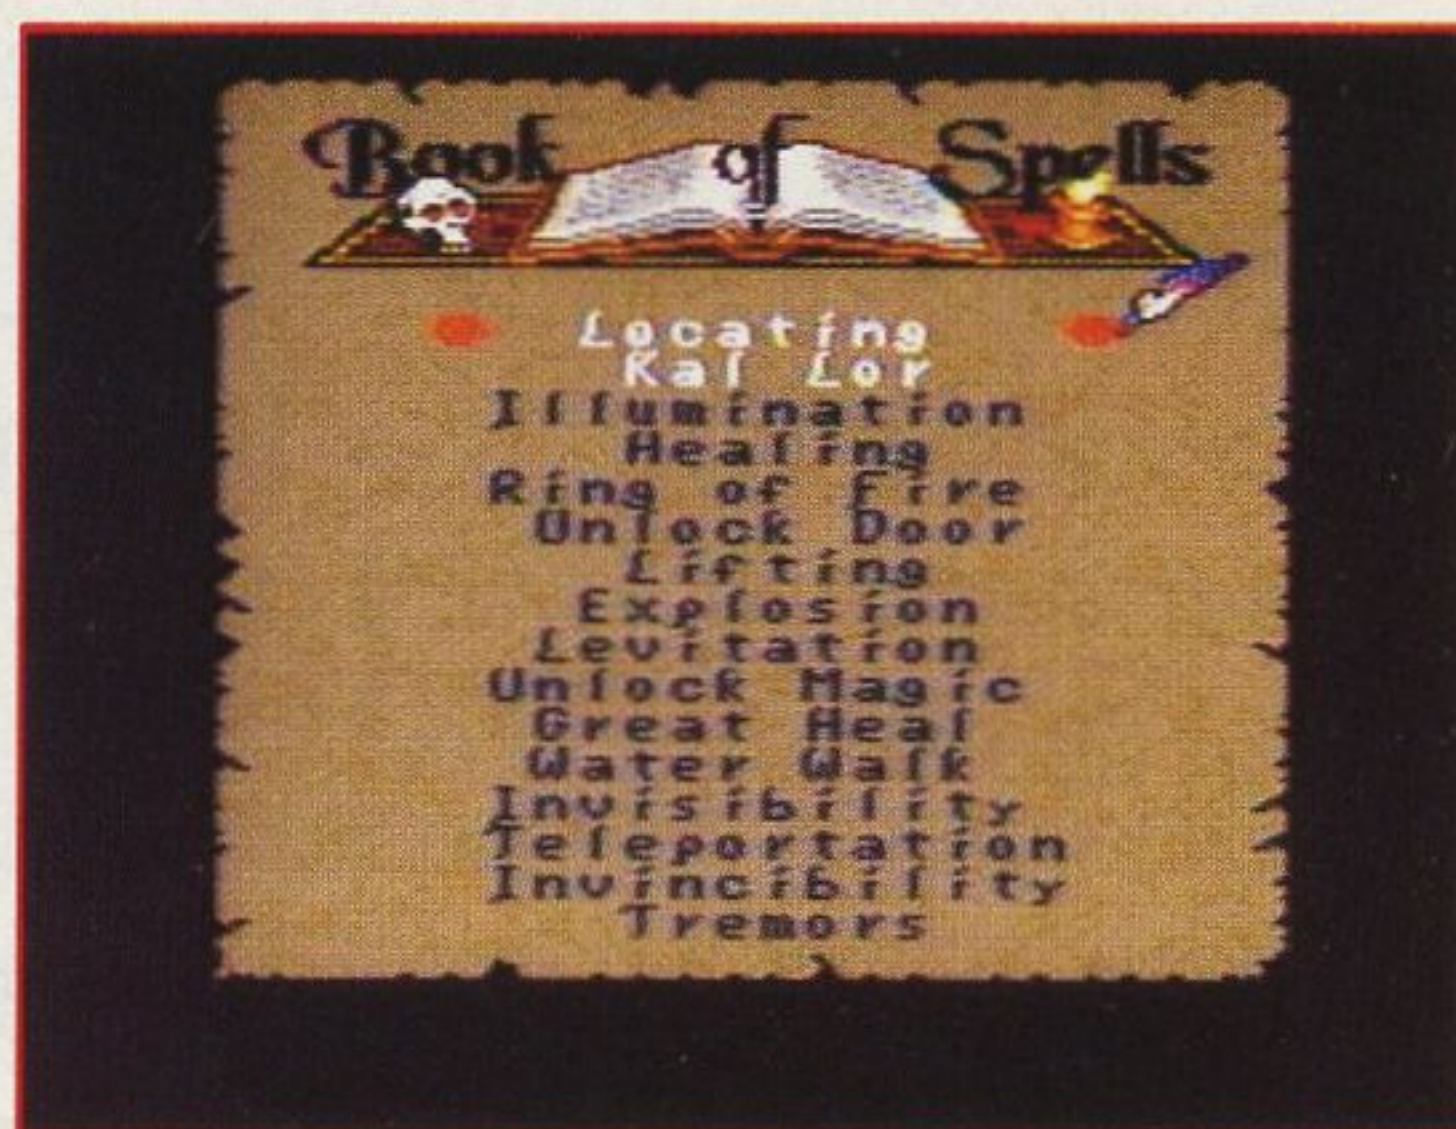 Book of Spells
Locating
Kal Lor
Illumination
Healing
Ring of Fire
Unlock Door
Lifting
Explosion
Levitation
Unlock Magic
Great Heal
Water Walk
Invisibility
Teleportation
Invincibility
Tremors